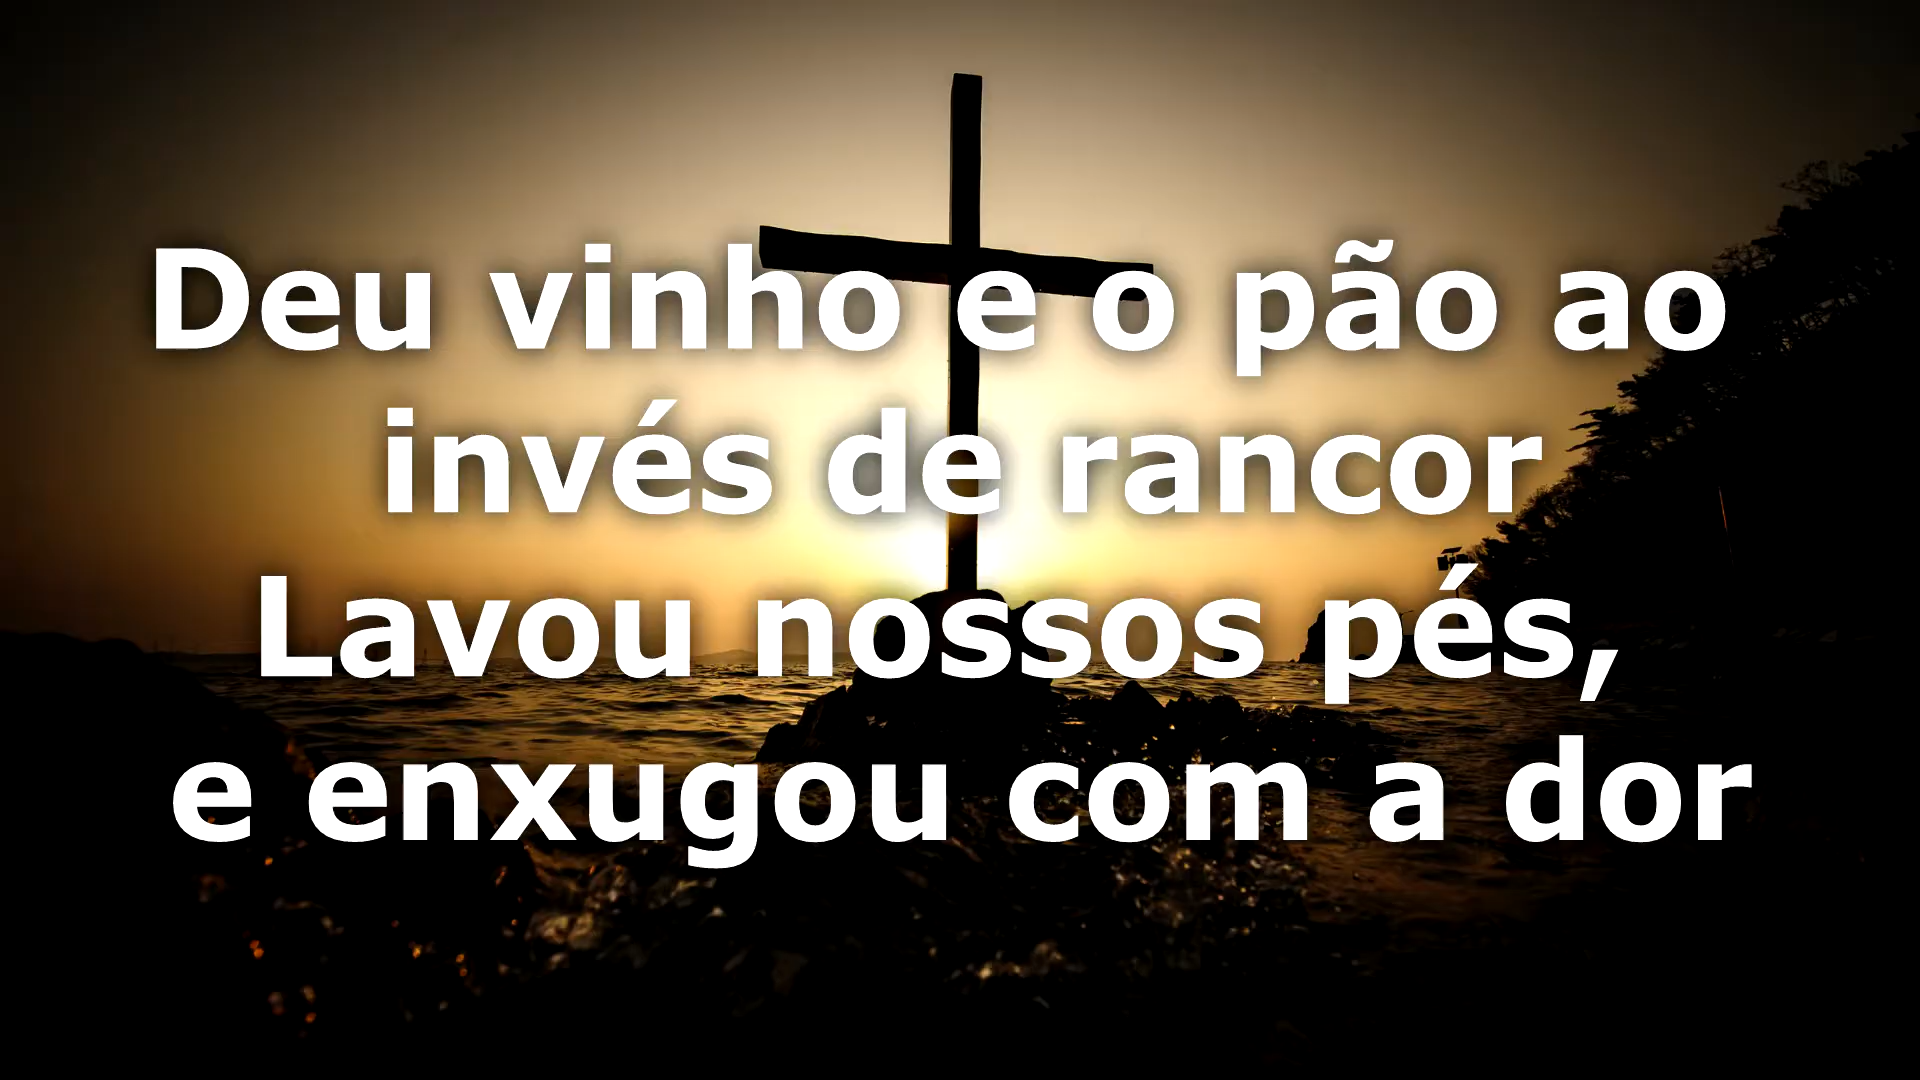 Deu vinho e o pão ao
invés de rancor
Lavou nossos pés,
e enxugou com a dor